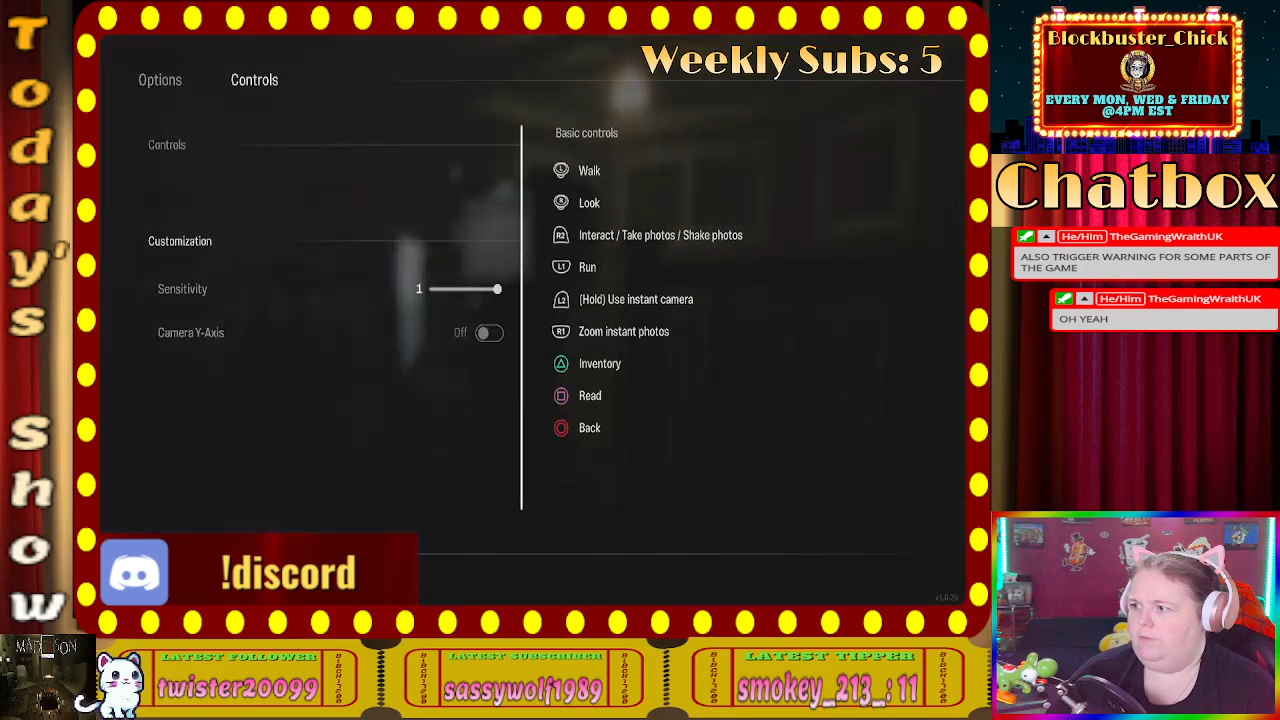 Today's Show
Options
Controls
Weekly Subs: 5
Controls
Customization
Sensitivity
1
Camera Y-Axis
Off
Basic controls
Walk
Look
R2
Interact / Take photos / Shake photos
L1
Run
L2
(Hold) Use instant camera
R1
Zoom instant photos
Inventory
Read
Back
!discord
Blockbuster_Chick
EVERY MON, WED & FRIDAY
@4PM EST
Chatbox
He/Him TheGamingWraithUK
ALSO TRIGGER WARNING FOR SOME PARTS OF
THE GAME
He/Him TheGamingWraithUK
OH YEAH
LATEST FOLLOWER
twister20099
LATEST SUBSCRIBER
sassywolf1989
LATEST TIPPER
smokey_213_: 11